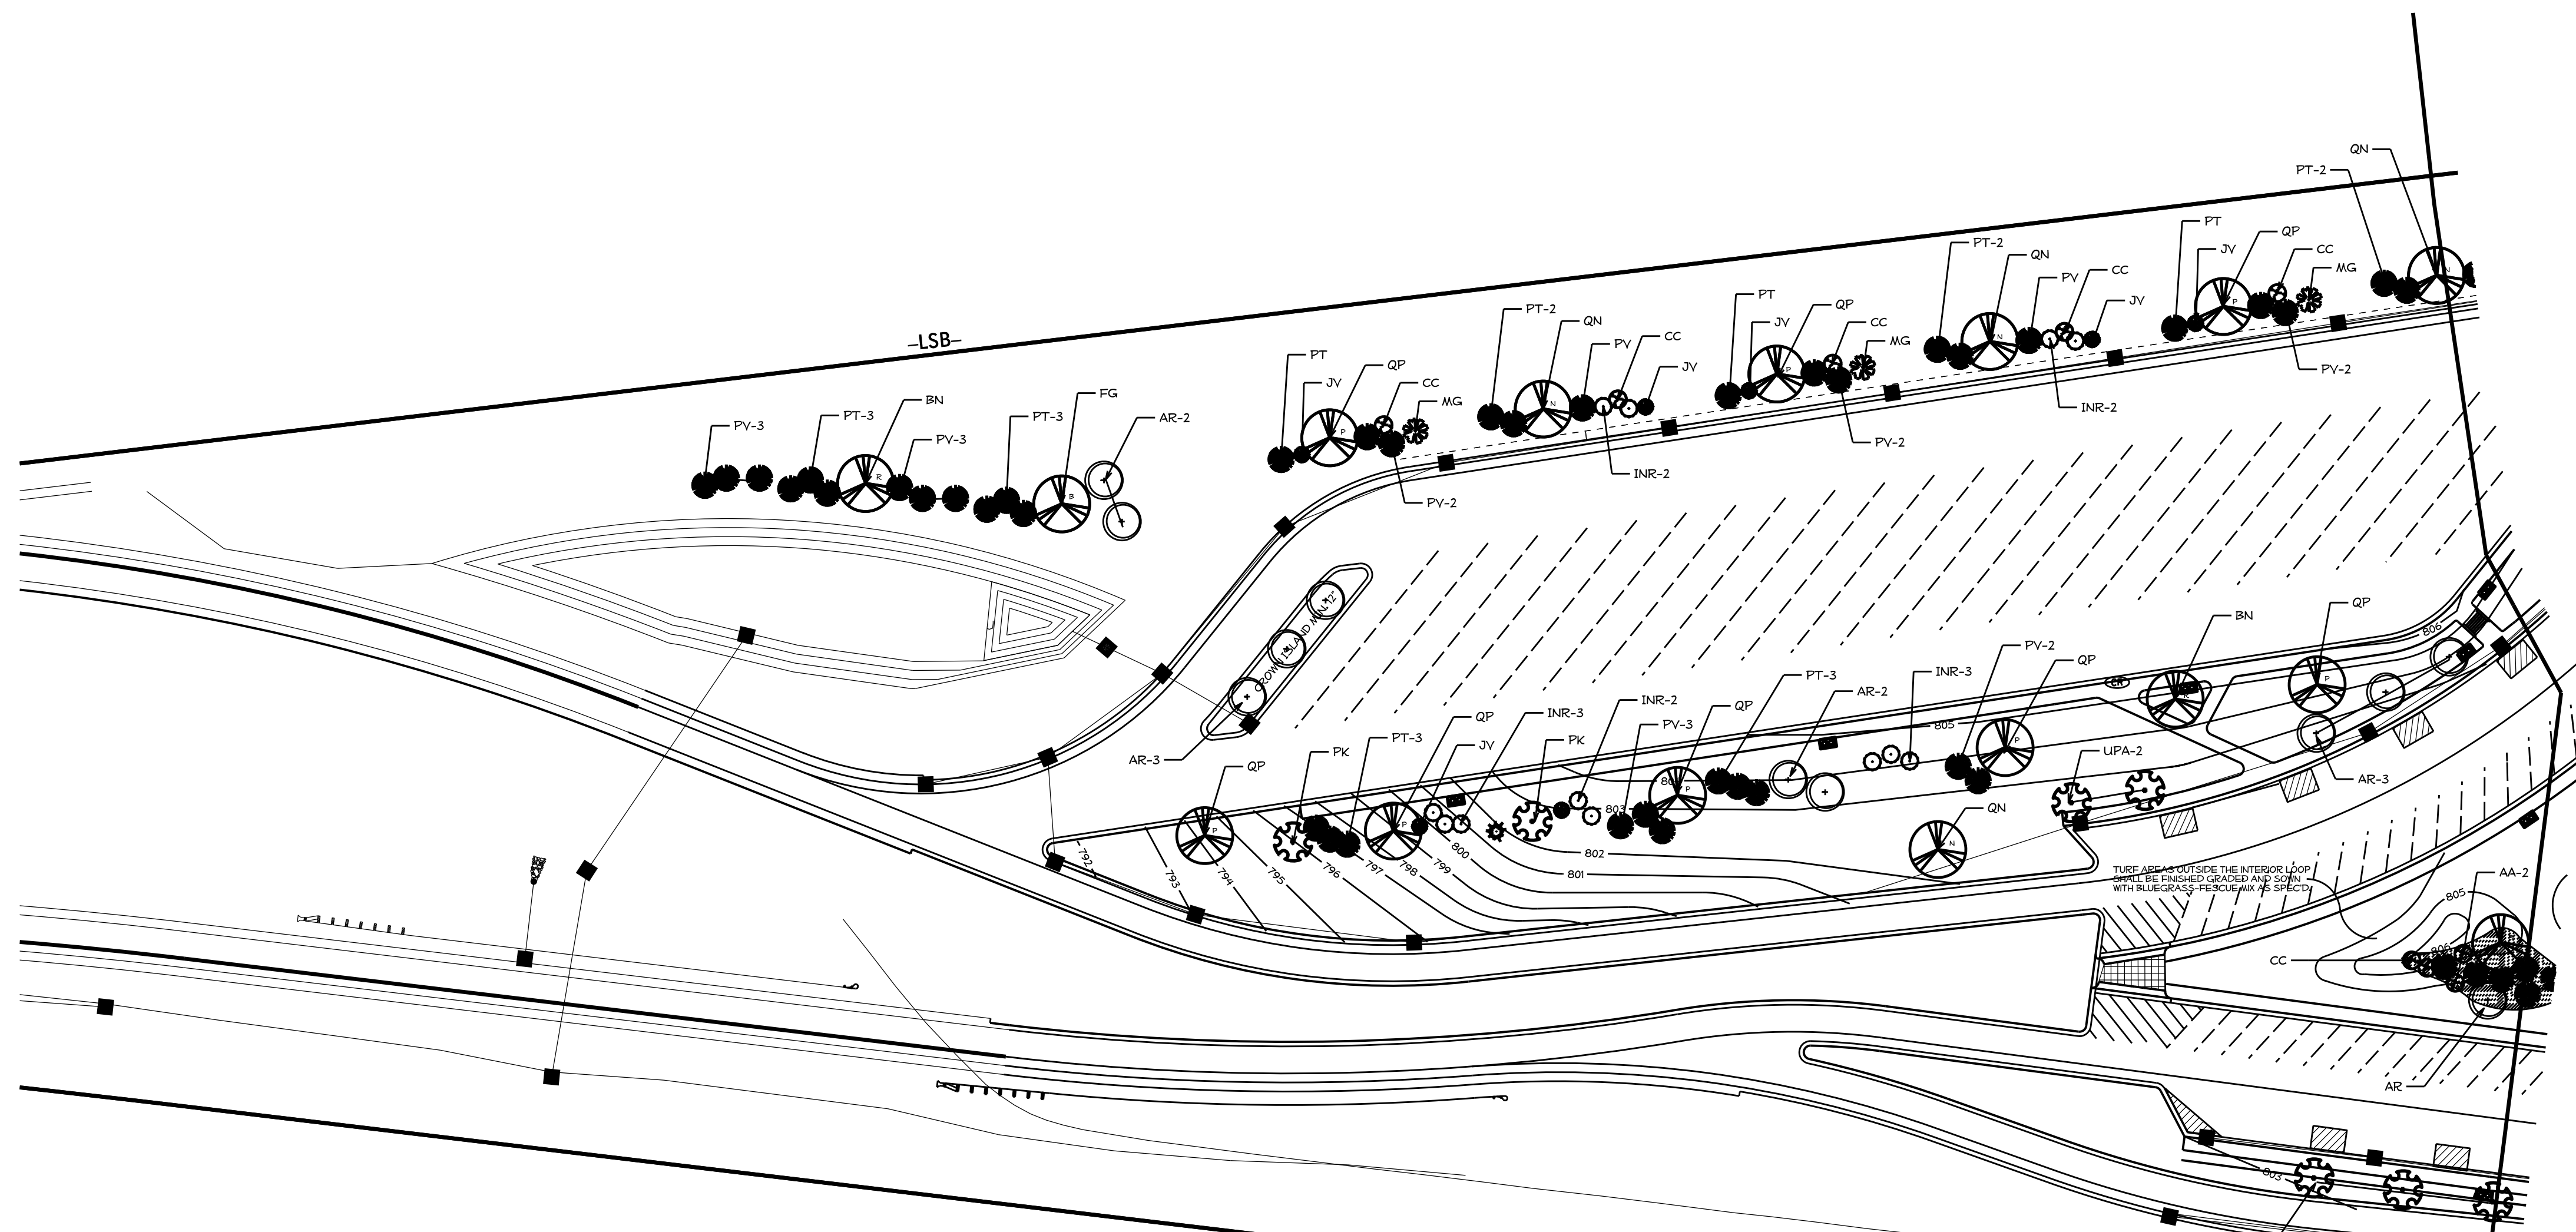 QN
PT-2
PT
QP
JV
CC
MG
PT-2
QN
PV
CC
JV
PT
QP
JV
CC
MG
PT-2
QN
PV
CC
JV
PT
QP
JV
CC
MG
PV-2
INR-2
PV-2
INR-2
PV-2
–LSB–
FG
BN
PT-3
PT-3
AR-2
PV-3
PV-3
R
B
P
N
P
N
P
N
CROWN ISLAND MIN. 12"
AR-3
QP
BN
806
PV-2
QP
INR-3
PT-3
AR-2
INR-2
QP
PV-3
INR-3
QP
JV
PK
PT-3
PK
QP
CR
805
803
UPA-2
AR-3
QN
P
P
P
P
P
N
792
793
794
795
796
797
798
799
800
801
802
TURF AREAS OUTSIDE THE INTERIOR LOOP
SHALL BE FINISHED GRADED AND SOWN
WITH BLUEGRASS-FESCUE MIX AS SPEC'D.
AA-2
805
806
CC
AR
803